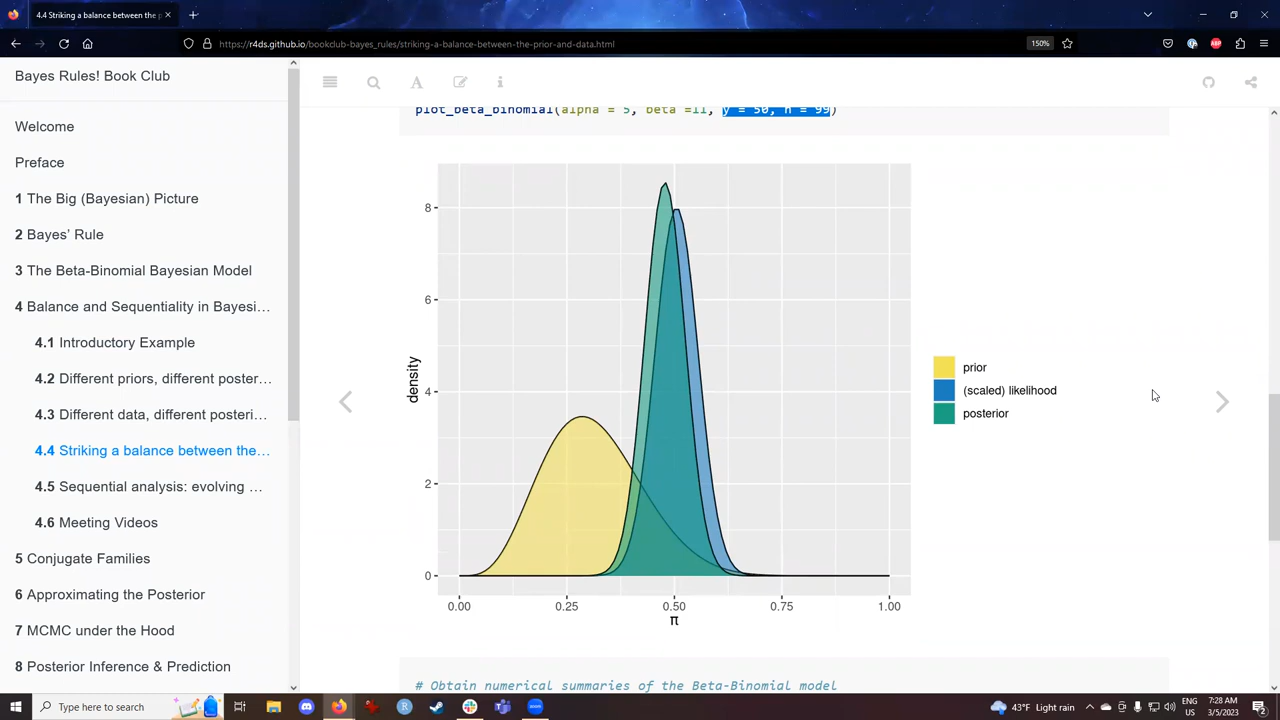 4.4 Striking a balance between the p
https://r4ds.github.io/bookclub-bayes_rules/striking-a-balance-between-the-prior-and-data.html
150%
ABP
Bayes Rules! Book Club
Welcome
Preface
1 The Big (Bayesian) Picture
2 Bayes' Rule
3 The Beta-Binomial Bayesian Model
4 Balance and Sequentiality in Bayesi…
4.1 Introductory Example
4.2 Different priors, different poster…
4.3 Different data, different posteri…
4.4 Striking a balance between the…
4.5 Sequential analysis: evolving …
4.6 Meeting Videos
5 Conjugate Families
6 Approximating the Posterior
7 MCMC under the Hood
8 Posterior Inference & Prediction
plot_beta_binomial(alpha = 5, beta =11, y = 50, n = 99)
density
8
6
4
2
0
0.00 0.25 0.50 0.75 1.00
π
prior
(scaled) likelihood
posterior
# Obtain numerical summaries of the Beta-Binomial model
Type here to search
43°F Light rain
ENG
US
7:28 AM
3/5/2023